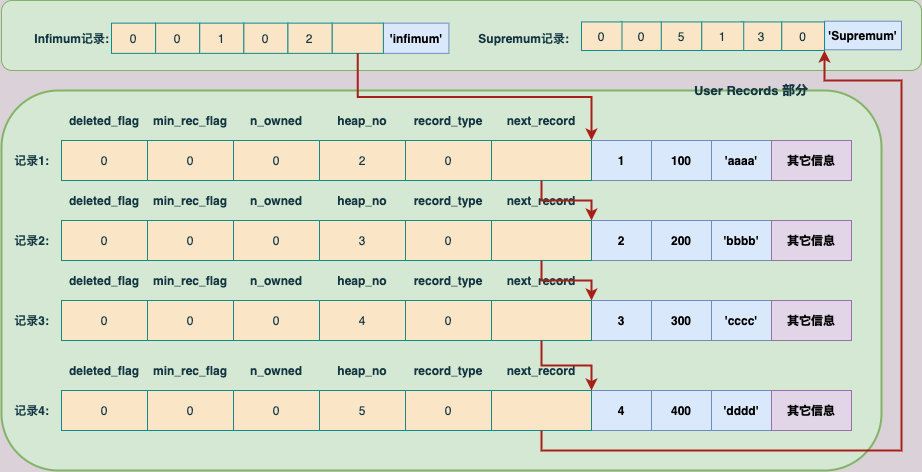 Infimum记录: 0 0 1 0 2 'infimum' Supremum记录: 0 0 5 1 3 0 'Supremum'
User Records 部分
deleted_flag min_rec_flag n_owned heap_no record_type next_record
记录1: 0 0 0 2 0 1 100 'aaaa' 其它信息
deleted_flag min_rec_flag n_owned heap_no record_type next_record
记录2: 0 0 0 3 0 2 200 'bbbb' 其它信息
deleted_flag min_rec_flag n_owned heap_no record_type next_record
记录3: 0 0 0 4 0 3 300 'cccc' 其它信息
deleted_flag min_rec_flag n_owned heap_no record_type next_record
记录4: 0 0 0 5 0 4 400 'dddd' 其它信息